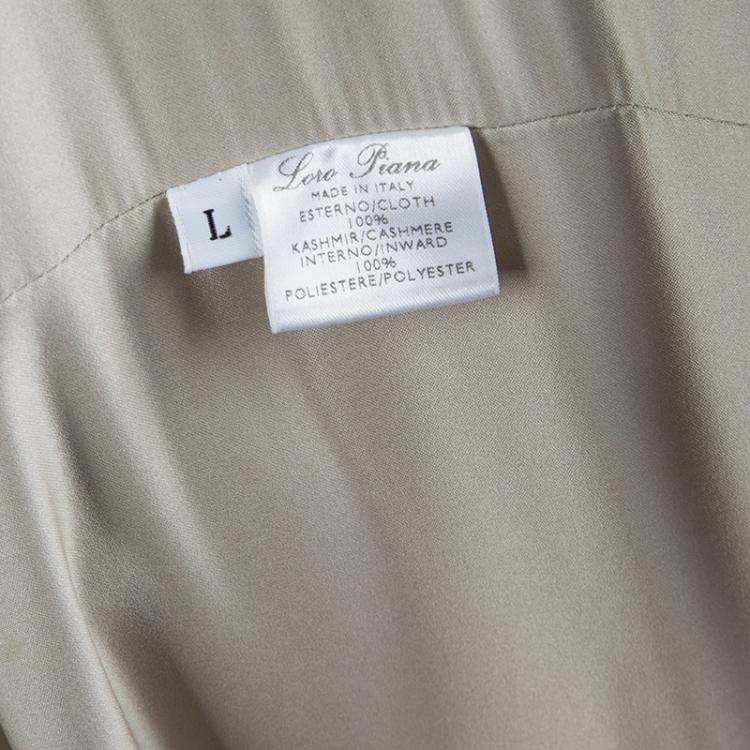 L
Loro Piana
MADE IN ITALY
ESTERNO/CLOTH
100%
KASHMIR/CASHMERE
INTERNO/INWARD
100%
POLIESTERE/POLYESTER